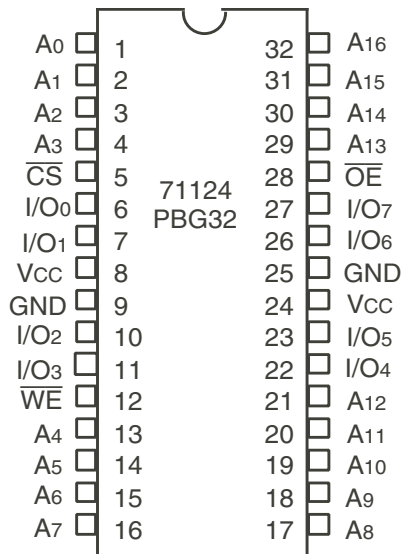 A0 1 32 A16
A1 2 31 A15
A2 3 30 A14
A3 4 29 A13
C̅S̅ 5 28 O̅E̅
71124
I/O0 6 27 I/O7
PBG32
I/O1 7 26 I/O6
VCC 8 25 GND
GND 9 24 VCC
I/O2 10 23 I/O5
I/O3 11 22 I/O4
W̅E̅ 12 21 A12
A4 13 20 A11
A5 14 19 A10
A6 15 18 A9
A7 16 17 A8